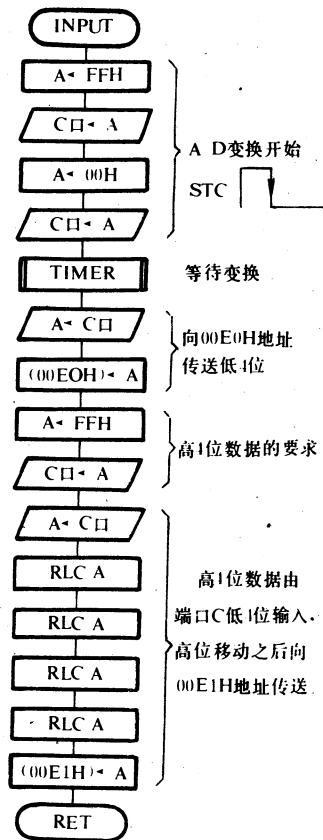 INPUT
A◄ FFH
C口◄ A
A◄ 00H
C口◄ A
A D变换开始
STC
TIMER
等待变换
A◄ C口
(00E0H)◄ A
向00E0H地址
传送低4位
A◄ FFH
C口◄ A
高4位数据的要求
A◄ C口
RLC A
RLC A
RLC A
RLC A
(00E1H)◄ A
高4位数据由
端口C低4位输入.
高位移动之后向
00E1H地址传送
RET